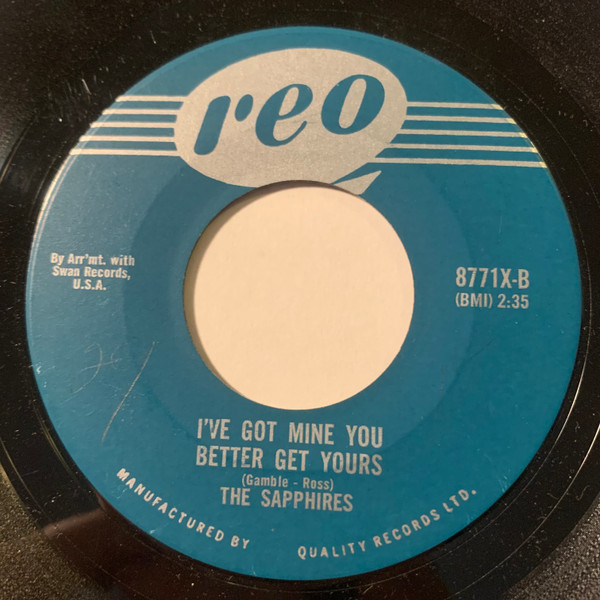 reo
By Arr'mt. with
Swan Records,
U.S.A.
8771X-B
(BMI) 2:35
I'VE GOT MINE YOU
BETTER GET YOURS
(Gamble - Ross)
THE SAPPHIRES
MANUFACTURED BY QUALITY RECORDS LTD.